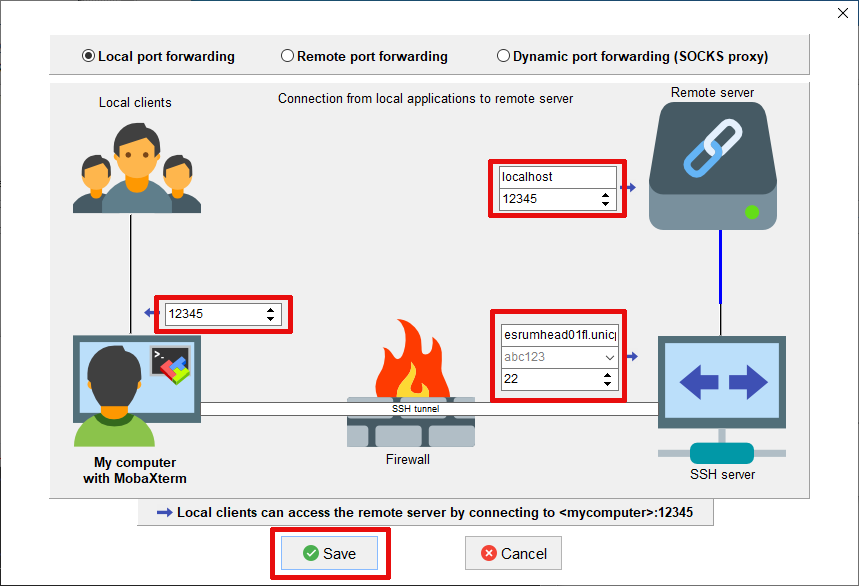 Local port forwarding
Remote port forwarding
Dynamic port forwarding (SOCKS proxy)
Local clients
Connection from local applications to remote server
Remote server
localhost
12345
12345
esrumhead01fl.unicp
abc123
22
SSH tunnel
Firewall
My computer
with MobaXterm
SSH server
Local clients can access the remote server by connecting to <mycomputer>:12345
Save
Cancel